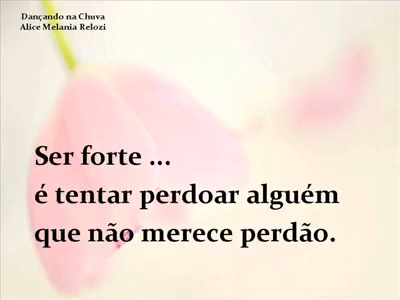 Dançando na Chuva
Alice Melania Relozi
Ser forte ...
é tentar perdoar alguém
que não merece perdão.